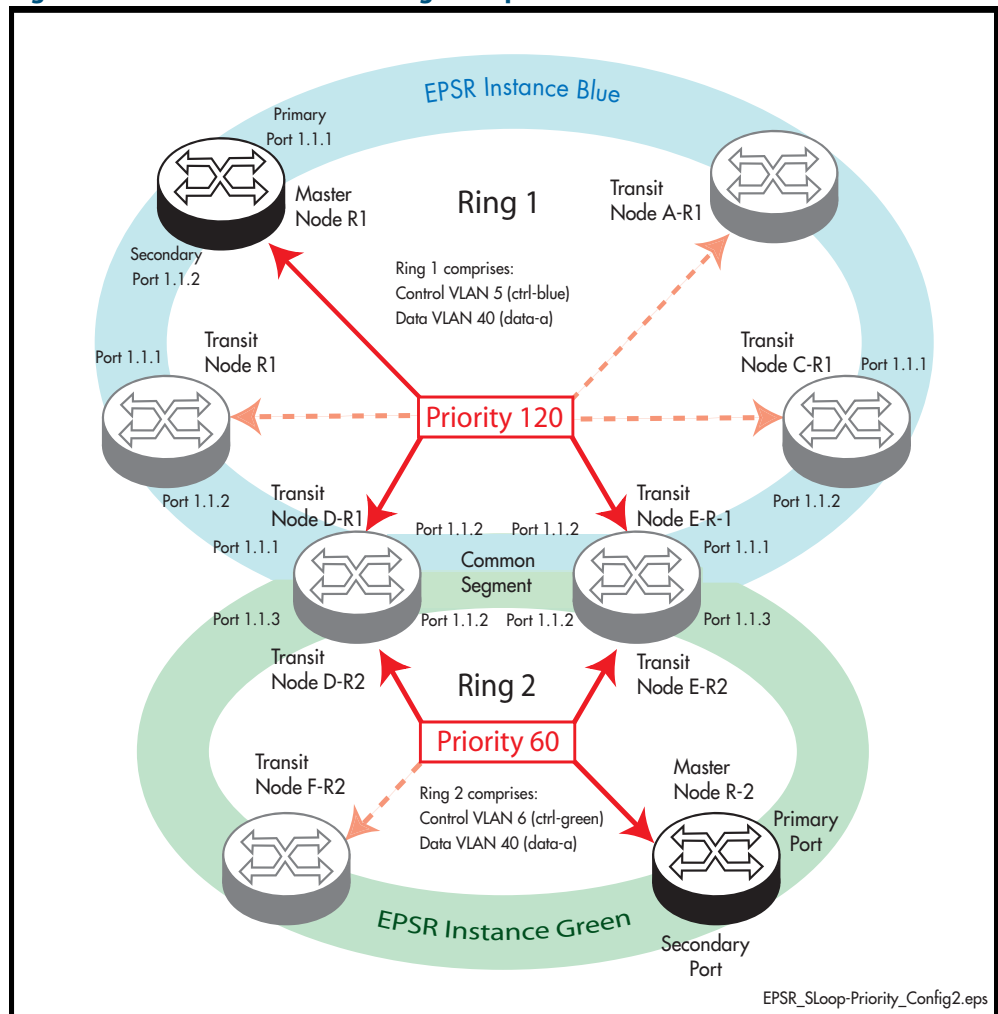 EPSR Instance Blue
Primary
Port 1.1.1
Master
Node R1
Ring 1
Transit
Node A-R1
Secondary
Port 1.1.2
Ring 1 comprises:
Control VLAN 5 (ctrl-blue)
Data VLAN 40 (data-a)
Port 1.1.1
Transit
Node R1
Transit
Node C-R1
Port 1.1.1
Priority 120
Port 1.1.2
Transit
Node D-R1
Port 1.1.2
Port 1.1.2
Transit
Node E-R-1
Port 1.1.2
Port 1.1.1
Common
Segment
Port 1.1.1
Port 1.1.3
Port 1.1.2
Port 1.1.2
Port 1.1.3
Transit
Node D-R2
Ring 2
Transit
Node E-R2
Priority 60
Transit
Node F-R2
Ring 2 comprises:
Control VLAN 6 (ctrl-green)
Data VLAN 40 (data-a)
Master
Node R-2
Primary
Port
EPSR Instance Green
Secondary
Port
EPSR_SLoop-Priority_Config2.eps